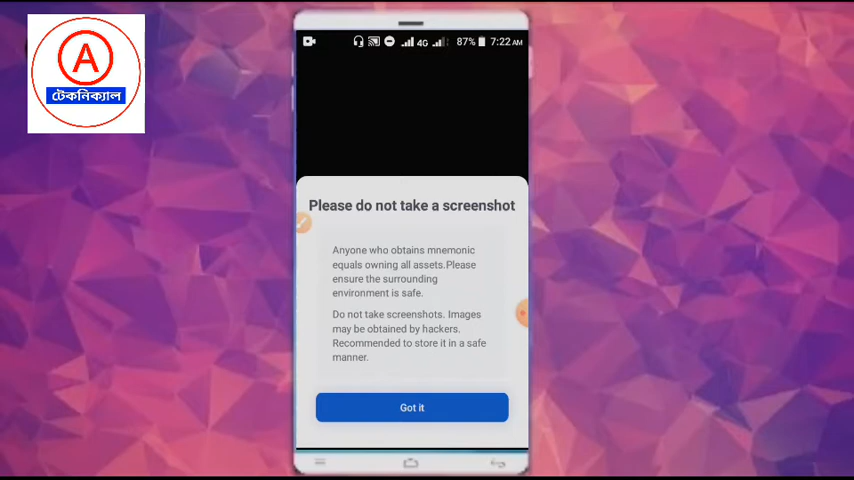 A
টেকনিক্যাল
4G 87% 7:22 AM
Please do not take a screenshot
Anyone who obtains mnemonic
equals owning all assets.Please
ensure the surrounding
environment is safe.
Do not take screenshots. Images
may be obtained by hackers.
Recommended to store it in a safe
manner.
Got it